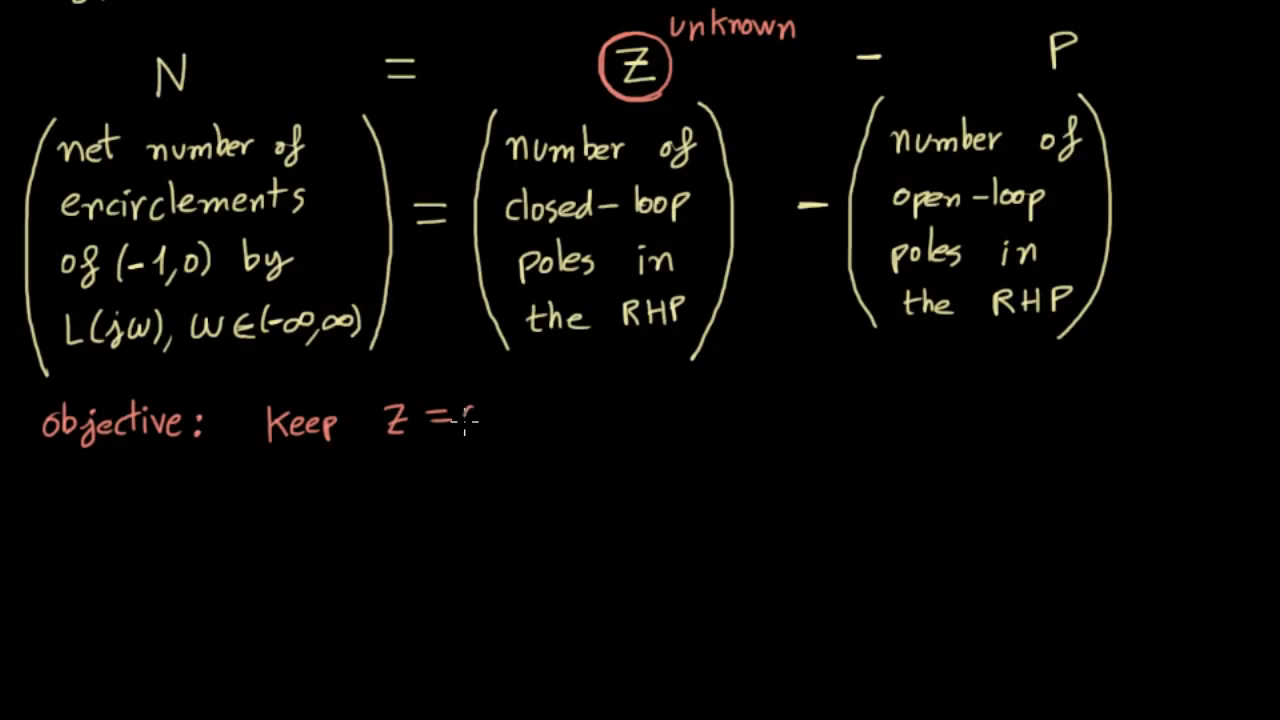 unknown
N = Z - P
net number of encirclements of (-1,0) by L(jω), ω∈(-∞,∞)
=
number of closed-loop poles in the RHP
-
number of open-loop poles in the RHP
objective: Keep Z =